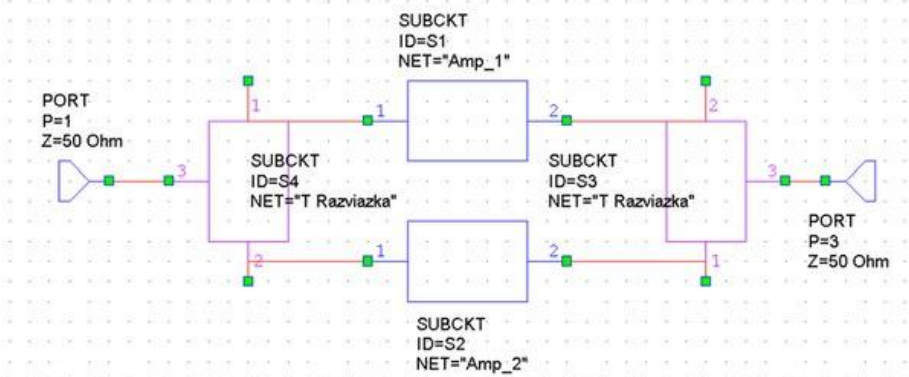 SUBCKT
ID=S1
NET="Amp_1"
PORT
P=1
Z=50 Ohm
1
2
1
2
3
SUBCKT
ID=S4
NET="T Razviazka"
SUBCKT
ID=S3
NET="T Razviazka"
3
PORT
P=3
Z=50 Ohm
2
1
2
1
SUBCKT
ID=S2
NET="Amp_2"